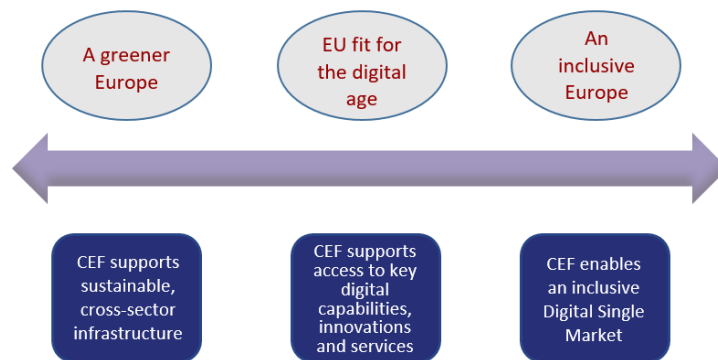 A greener
Europe
EU fit for
the digital
age
An
inclusive
Europe
CEF supports
sustainable,
cross-sector
infrastructure
CEF supports
access to key
digital
capabilities,
innovations
and services
CEF enables
an inclusive
Digital Single
Market